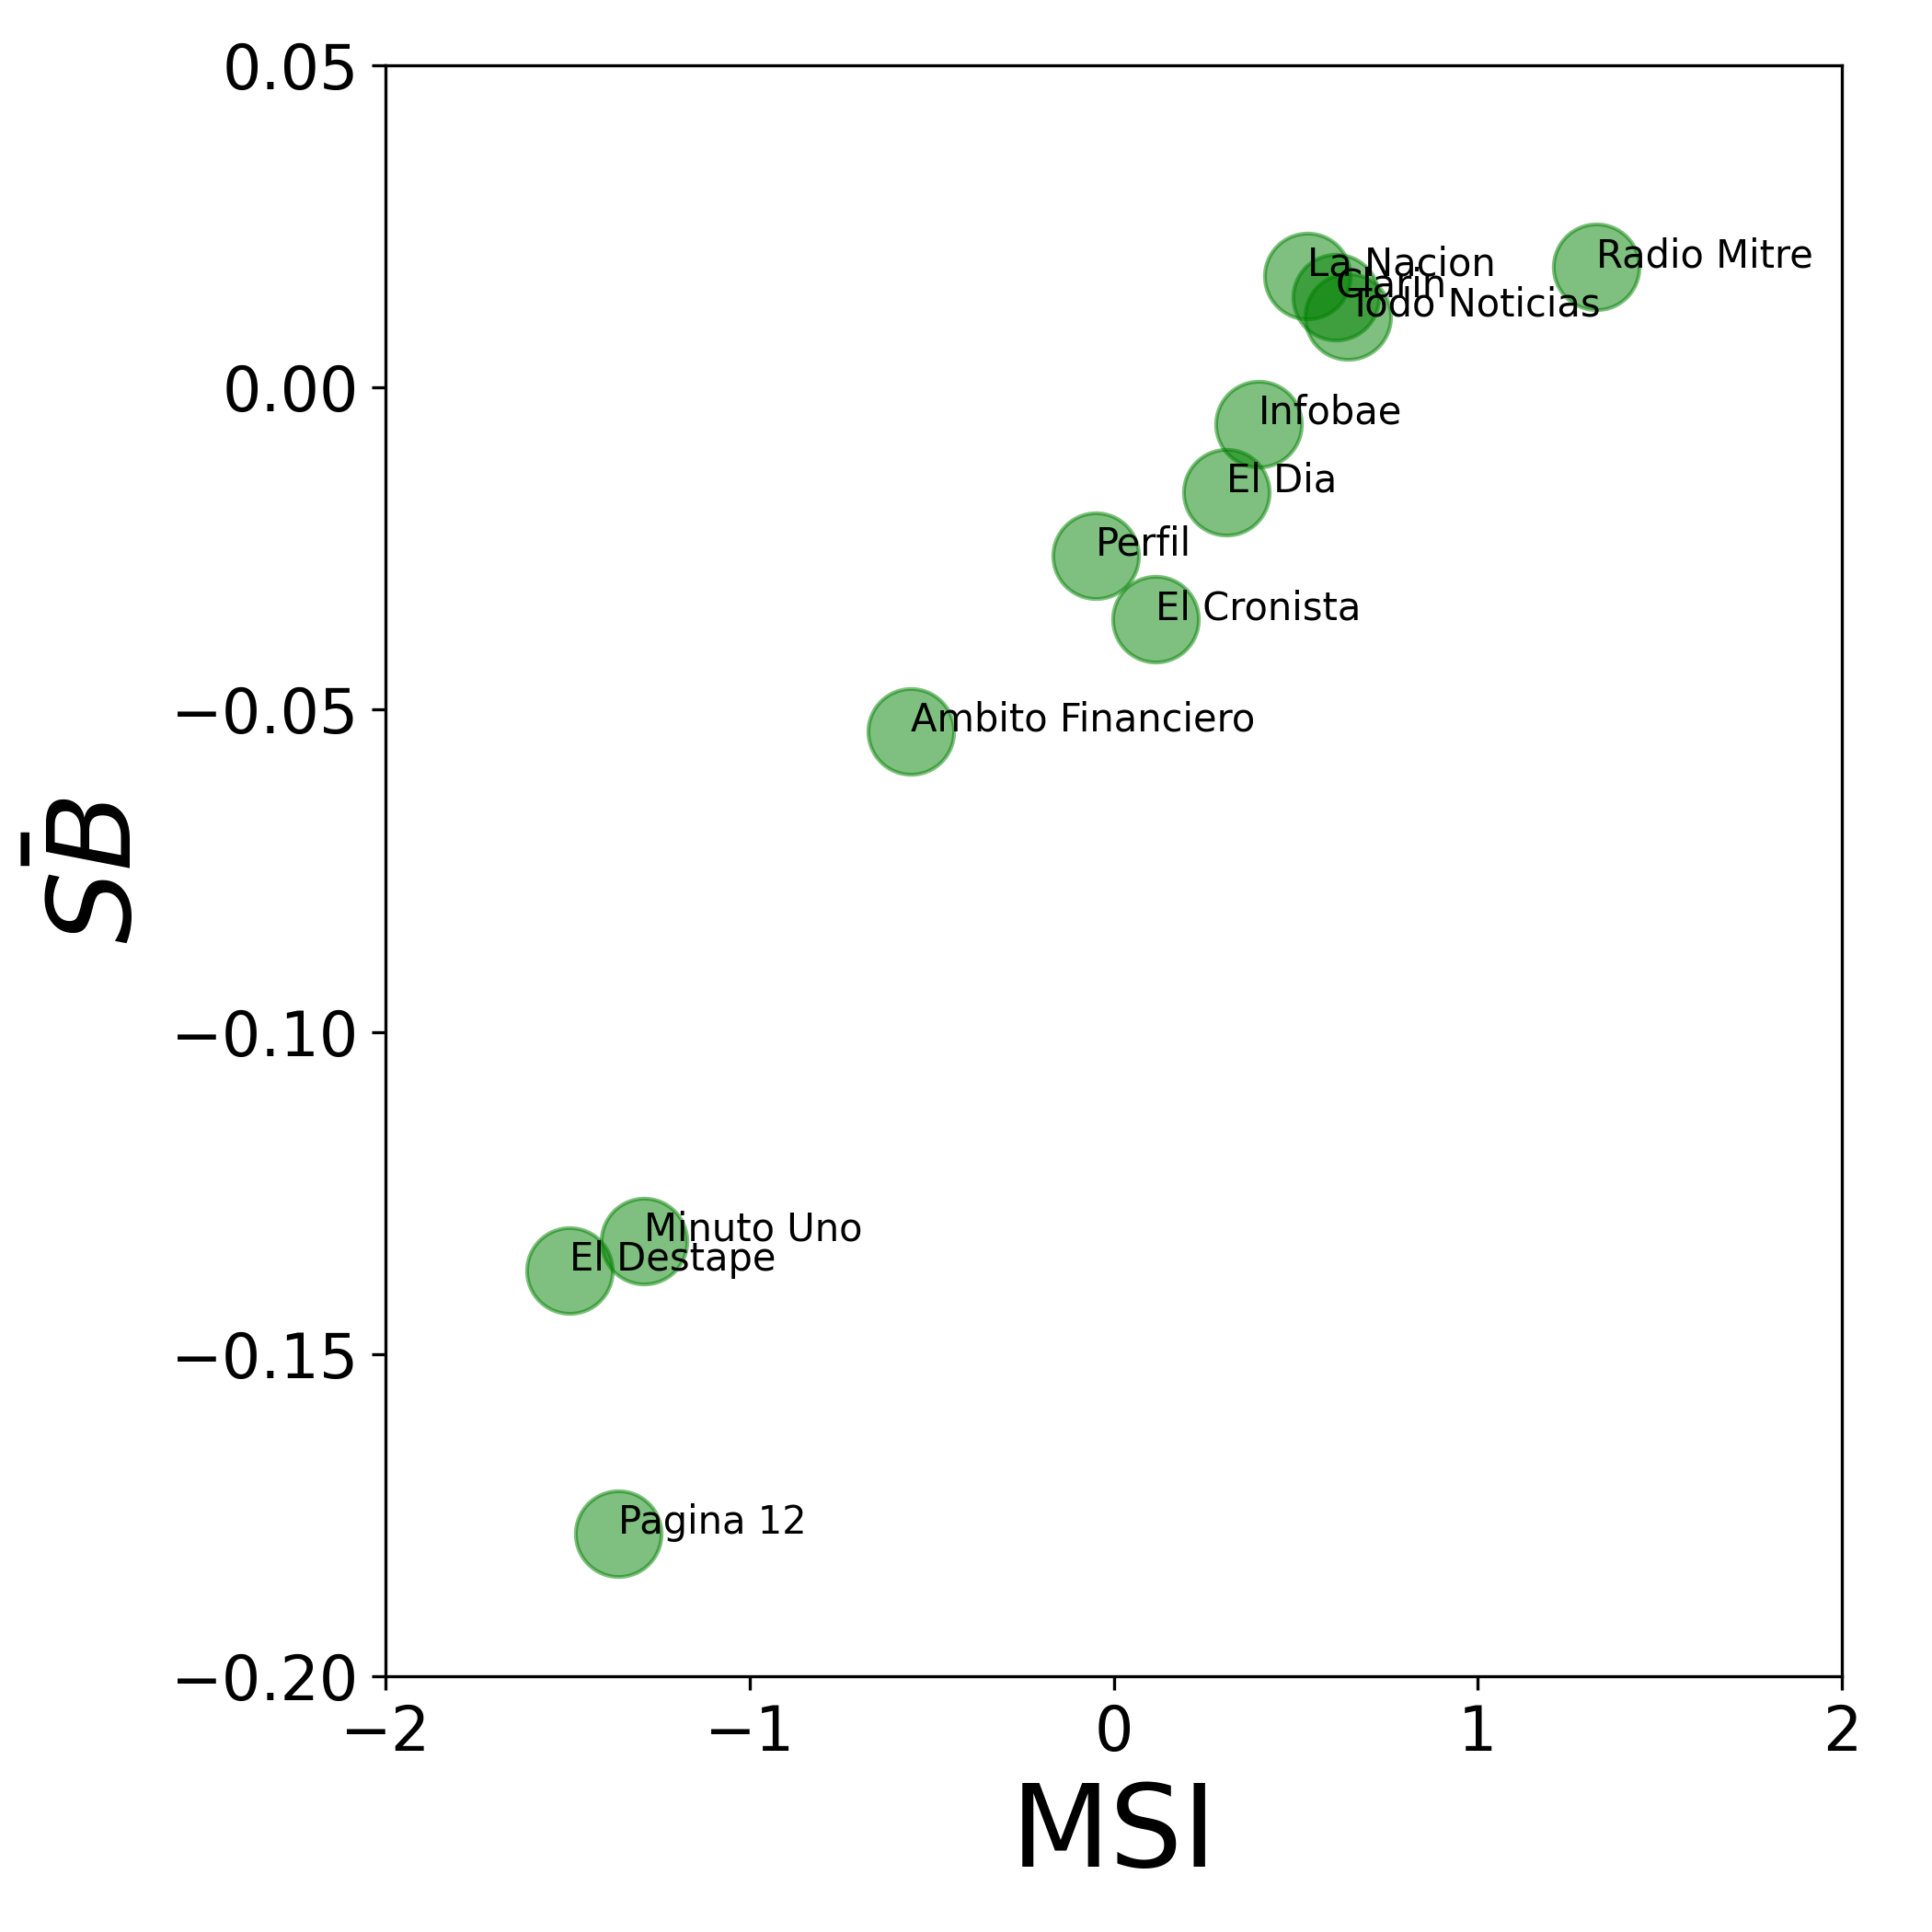 0.05
0.00
−0.05
−0.10
−0.15
−0.20
−2
−1
0
1
2
MSI
SB̄
Radio Mitre
La Nacion
Clarin
Todo Noticias
Infobae
El Dia
Perfil
El Cronista
Ambito Financiero
Minuto Uno
El Destape
Pagina 12